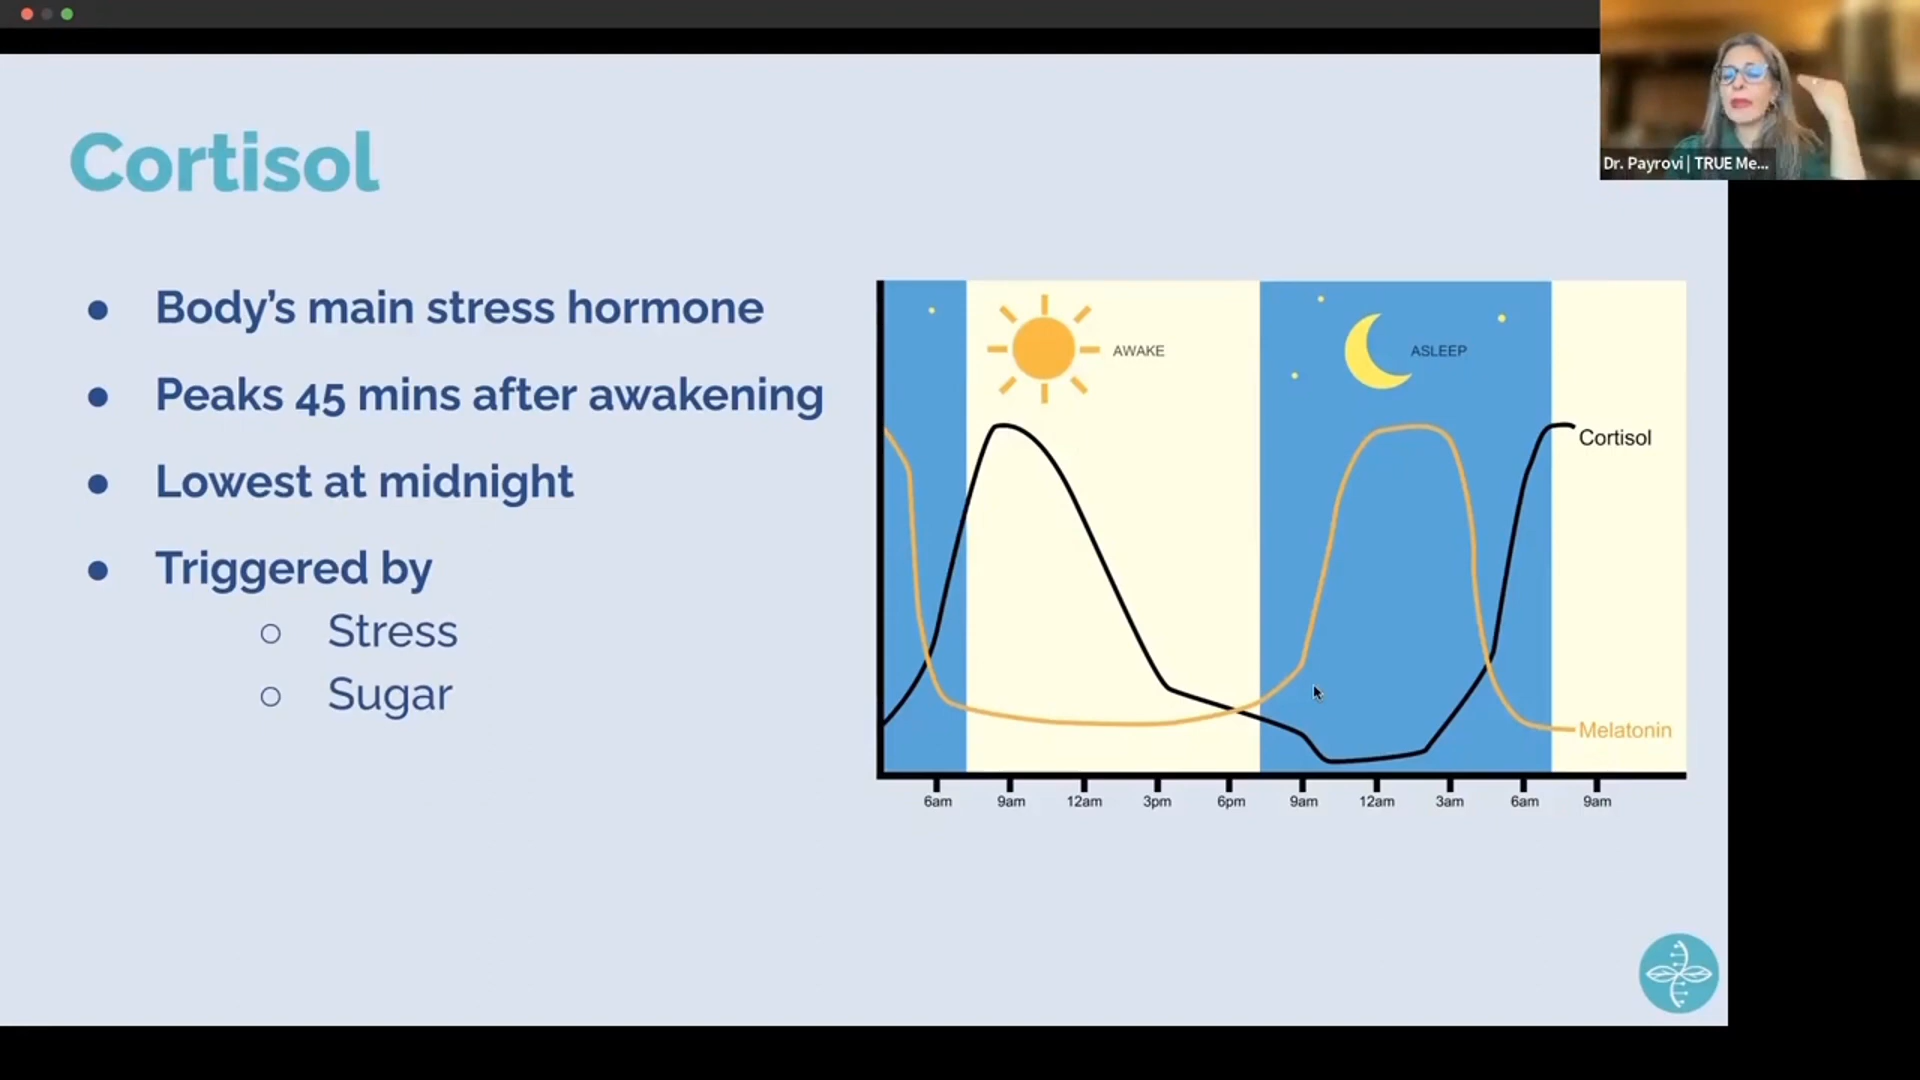 Cortisol
Dr. Payrovi | TRUE Me...
● Body's main stress hormone
● Peaks 45 mins after awakening
● Lowest at midnight
● Triggered by
○ Stress
○ Sugar
AWAKE
ASLEEP
Cortisol
Melatonin
6am 9am 12am 3pm 6pm 9am 12am 3am 6am 9am